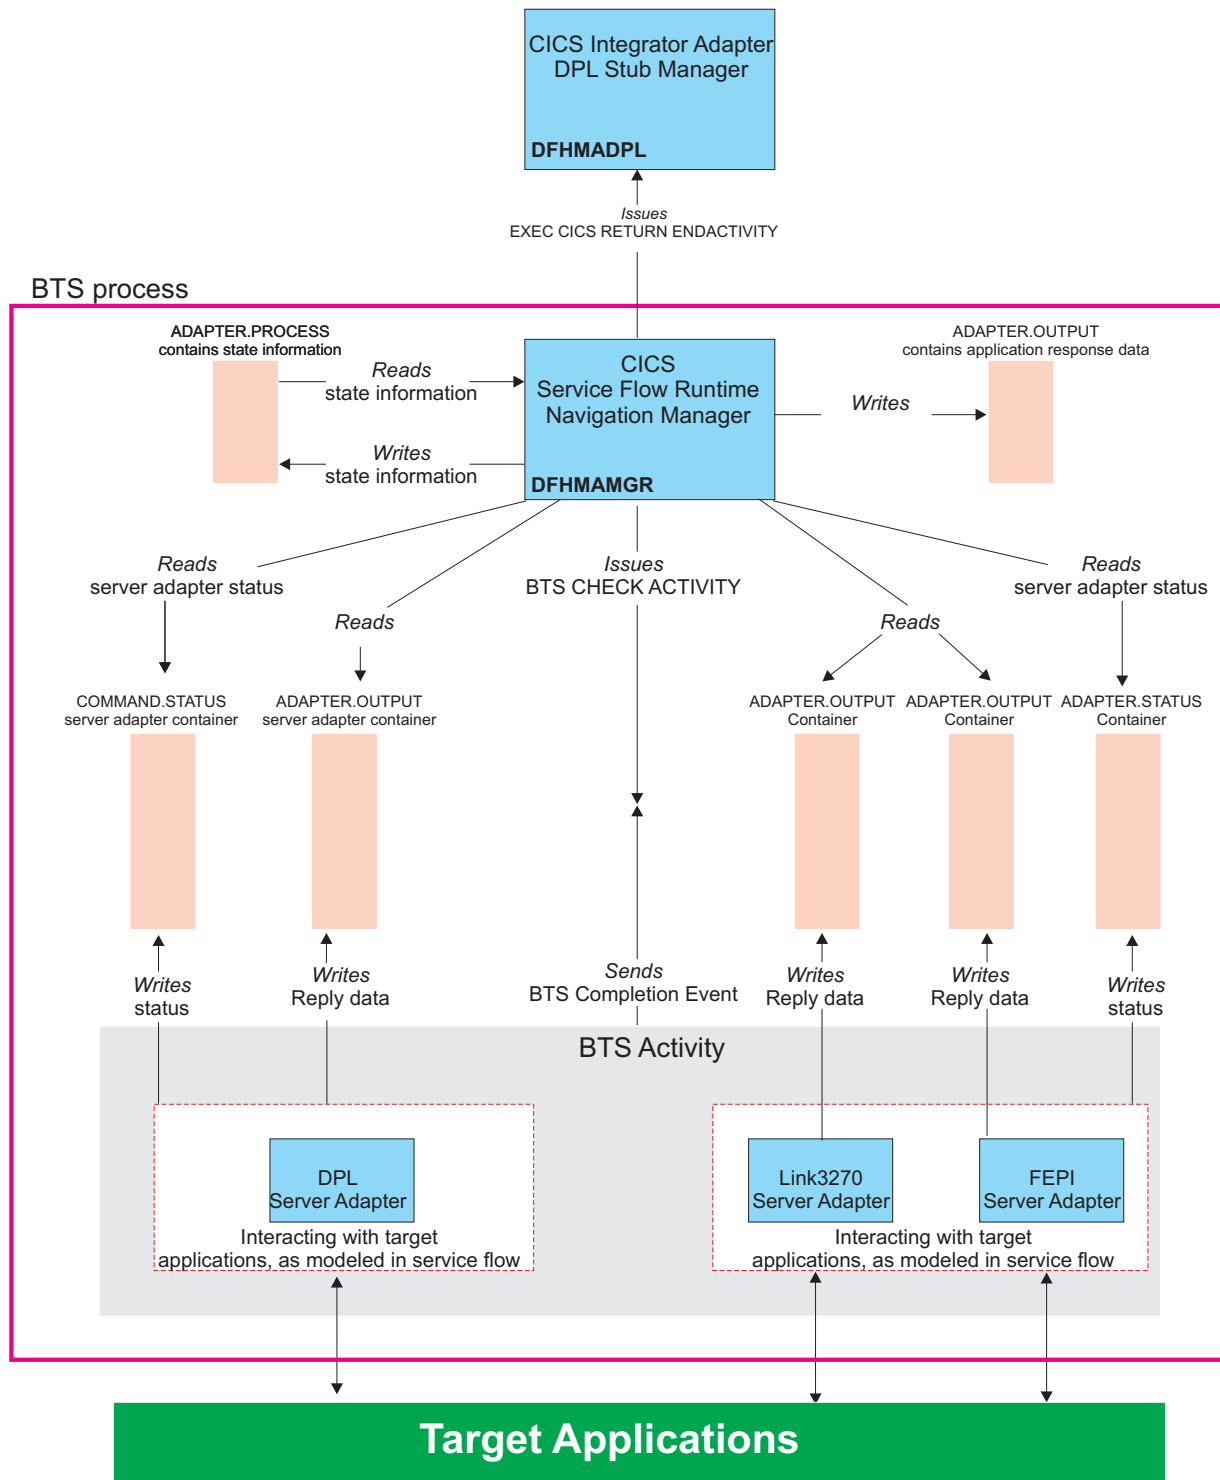 CICS Integrator Adapter
DPL Stub Manager
DFHMADPL
Issues
EXEC CICS RETURN ENDACTIVITY
BTS process
ADAPTER.PROCESS
contains state information
Reads
state information
Writes
state information
CICS
Service Flow Runtime
Navigation Manager
DFHMAMGR
Writes
ADAPTER.OUTPUT
contains application response data
Reads
server adapter status
Reads
Issues
BTS CHECK ACTIVITY
Reads
Reads
server adapter status
COMMAND.STATUS
server adapter container
ADAPTER.OUTPUT
server adapter container
ADAPTER.OUTPUT
Container
ADAPTER.OUTPUT
Container
ADAPTER.STATUS
Container
Writes
status
Writes
Reply data
Sends
BTS Completion Event
Writes
Reply data
Writes
Reply data
Writes
status
BTS Activity
DPL
Server Adapter
Interacting with target
applications, as modeled in service flow
Link3270
Server Adapter
FEPI
Server Adapter
Interacting with target
applications, as modeled in service flow
Target Applications